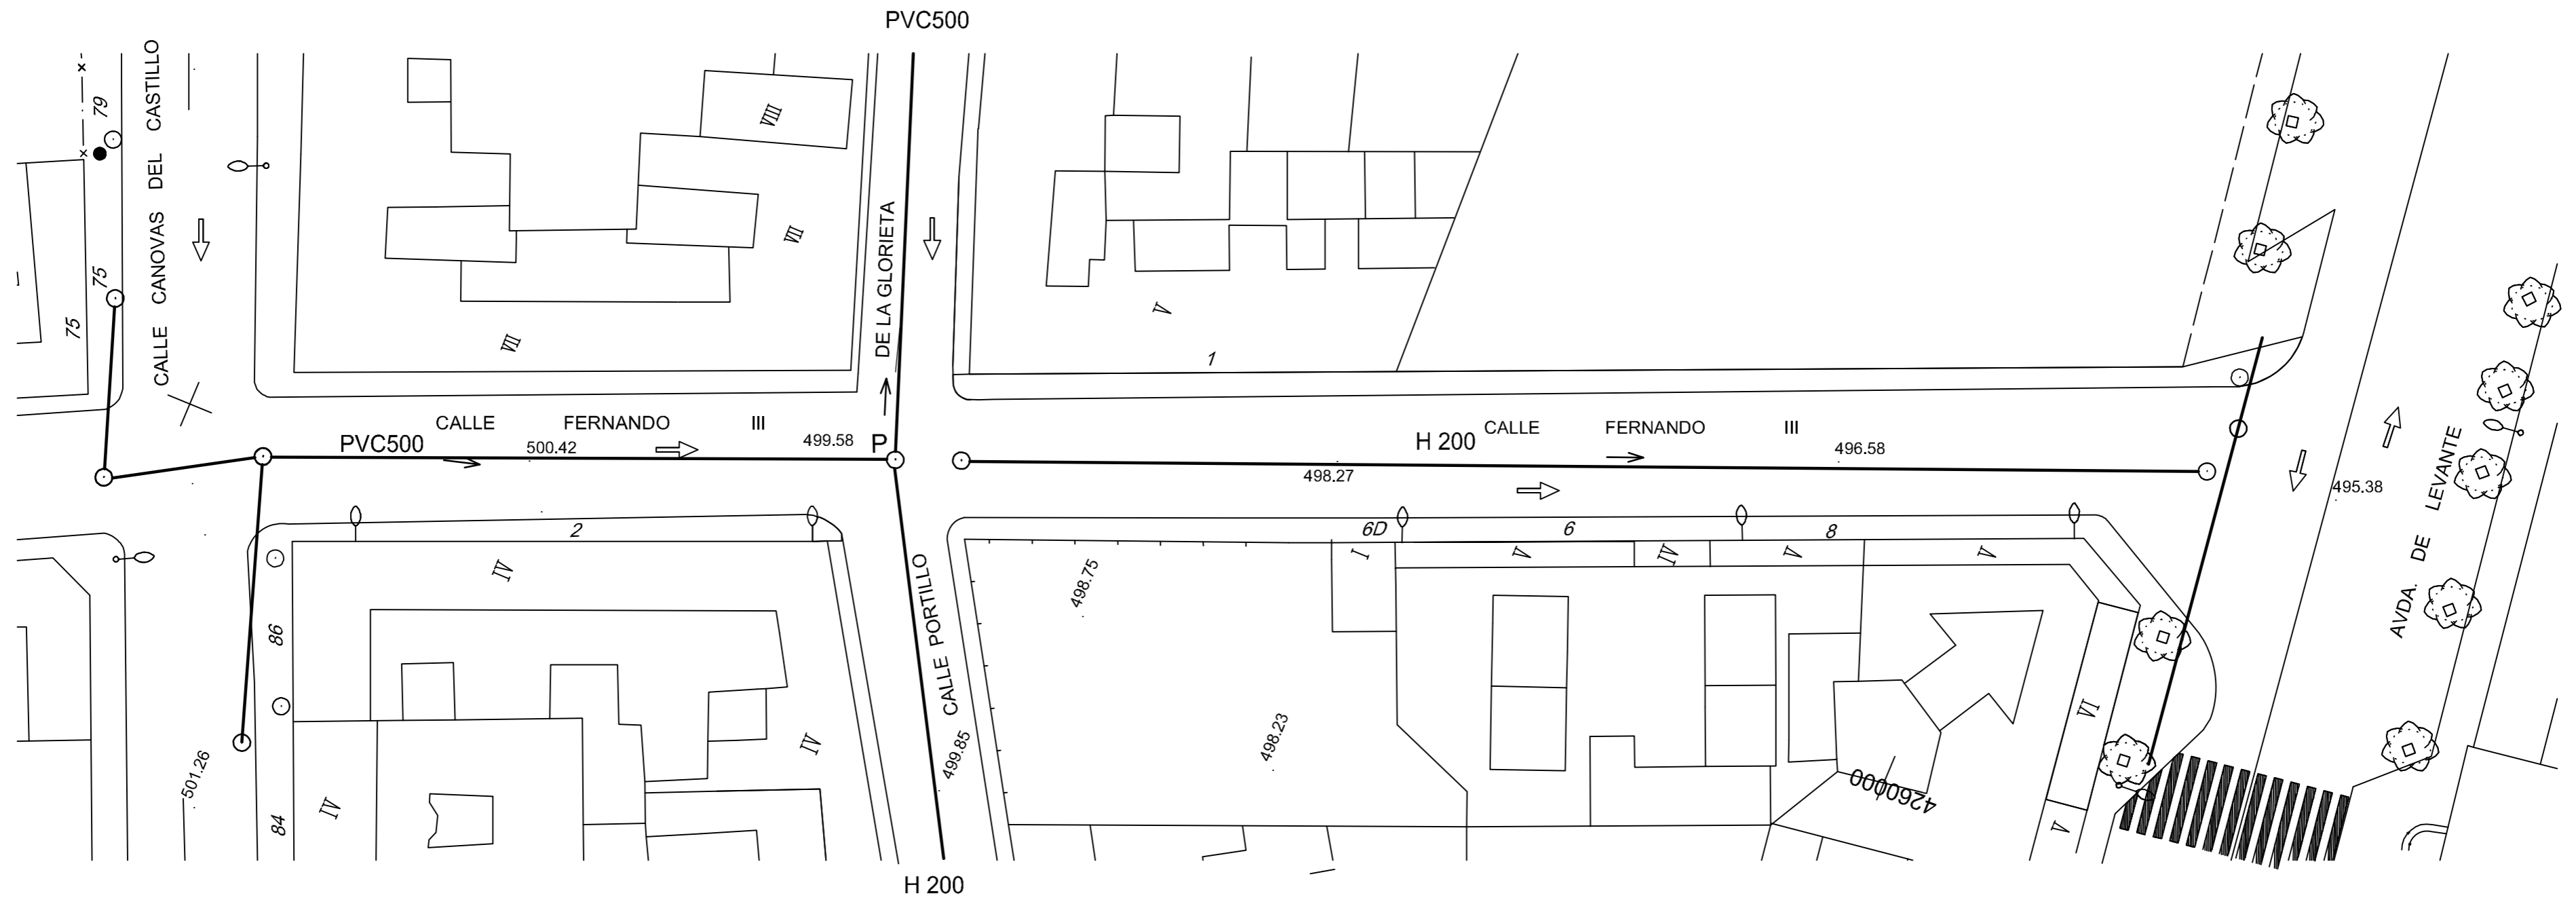 PVC500
79
CALLE CANOVAS DEL CASTILLO
75
75
VIII
VII
VII
DE LA GLORIETA
V
1
CALLE FERNANDO III
PVC500
500.42
499.58
P
H 200
CALLE FERNANDO III
498.27
496.58
495.38
AVDA. DE LEVANTE
2
6D
6
8
IV
I
V
IV
V
V
498.75
86
CALLE PORTILLO
499.85
498.23
IV
VI
501.26
84
IV
4260000
V
H 200